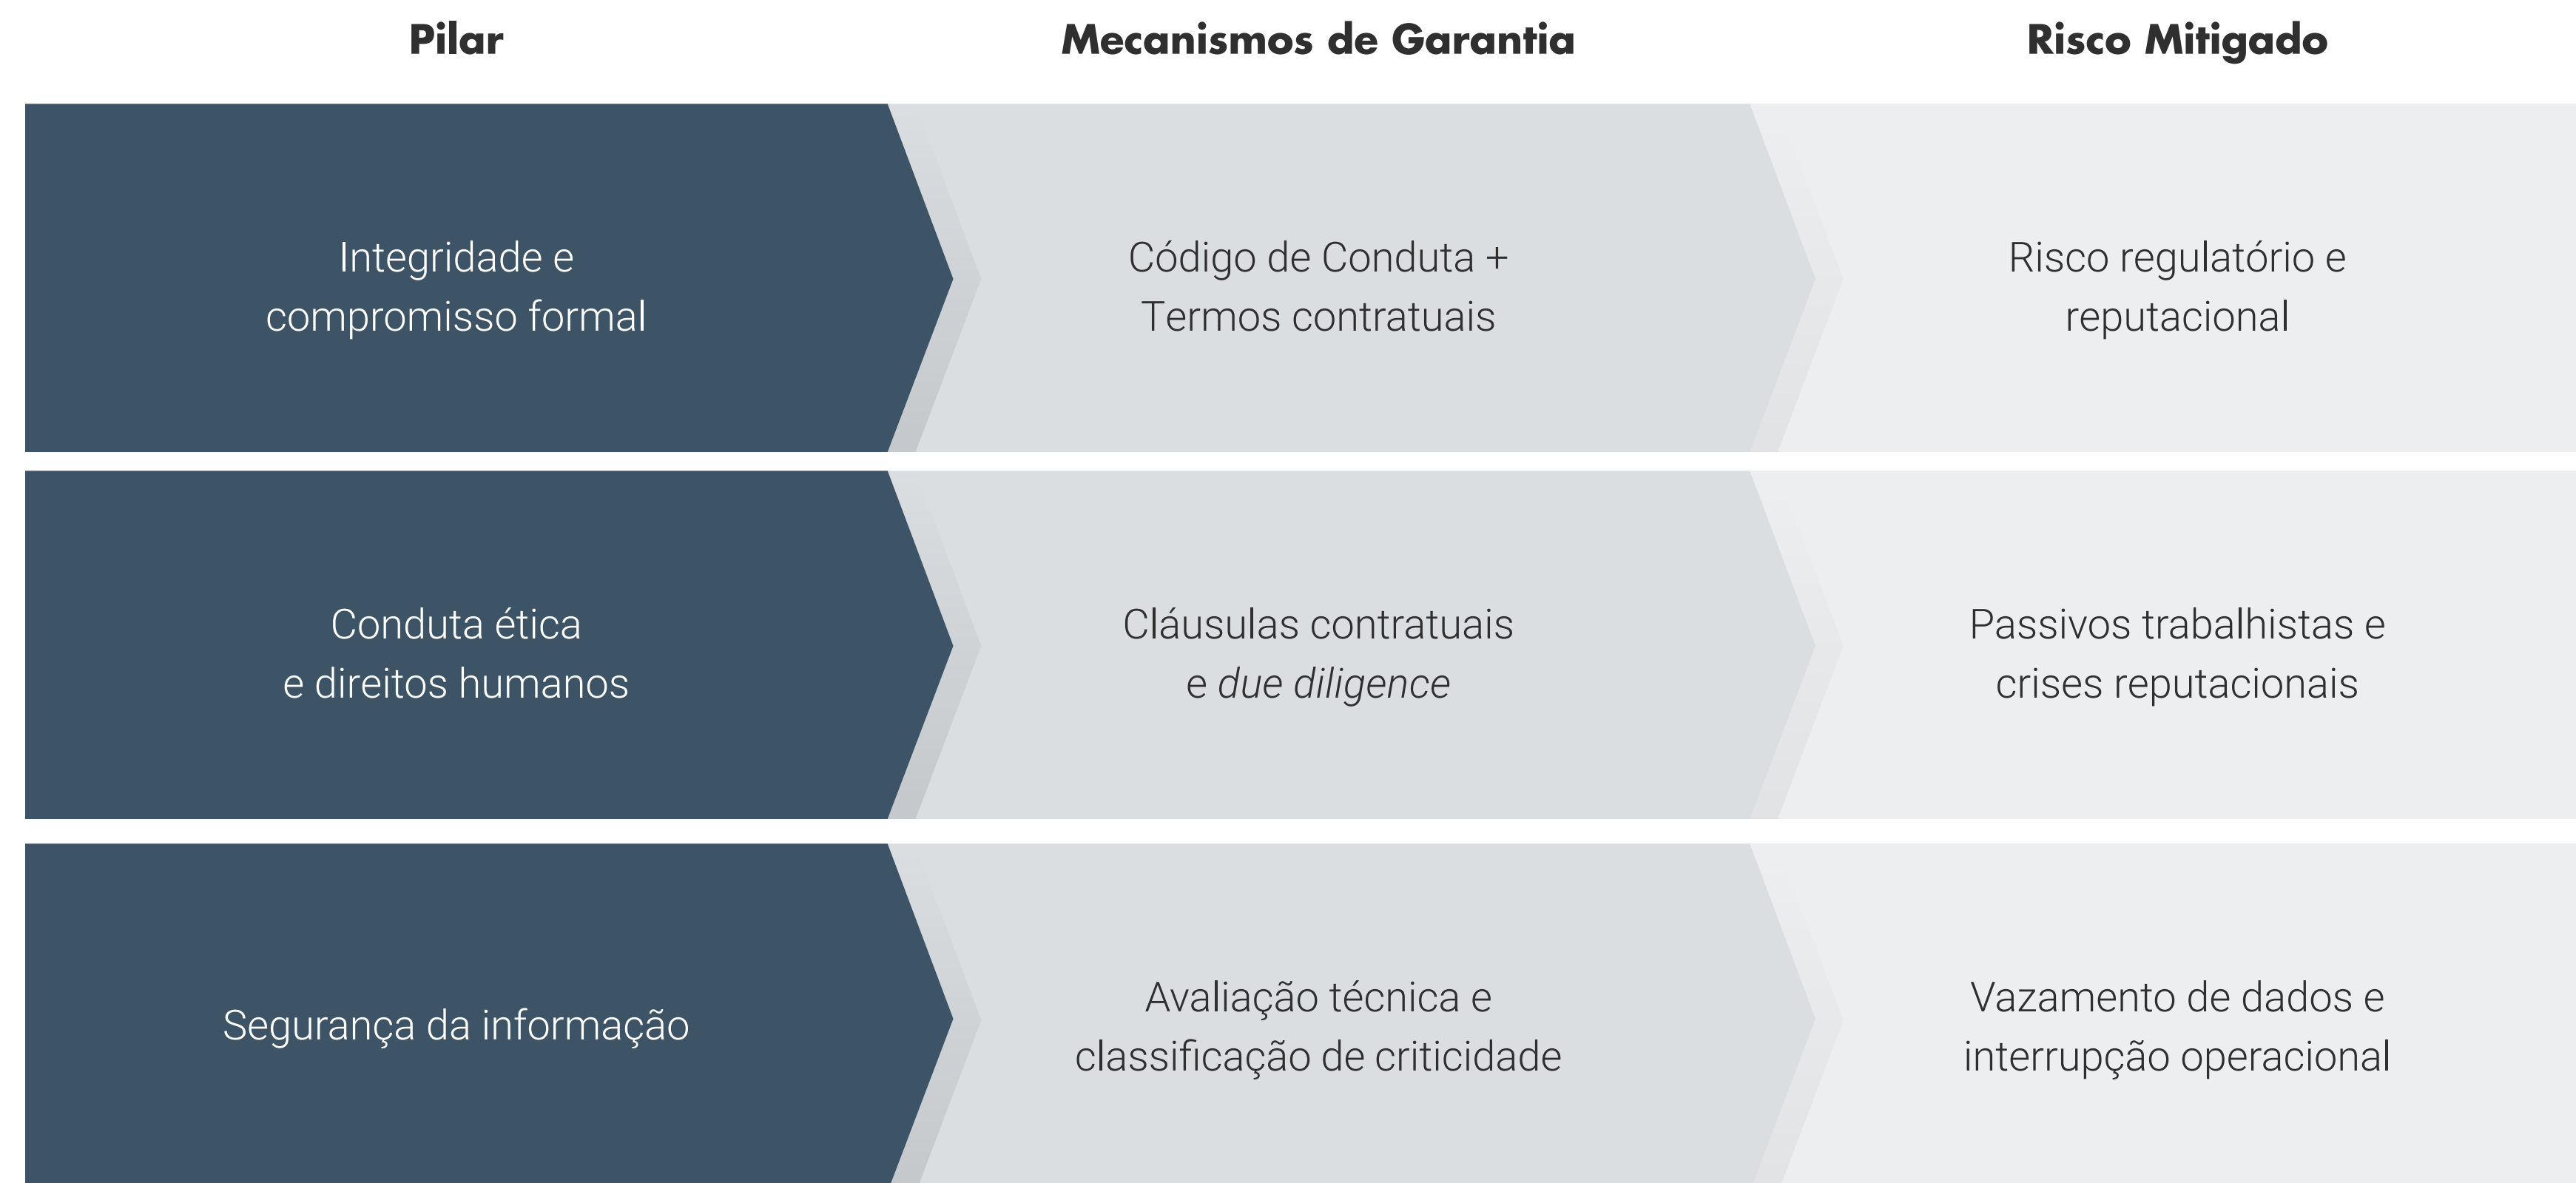 Pilar
Mecanismos de Garantia
Risco Mitigado
Integridade e
compromisso formal
Código de Conduta +
Termos contratuais
Risco regulatório e
reputacional
Conduta ética
e direitos humanos
Cláusulas contratuais
e due diligence
Passivos trabalhistas e
crises reputacionais
Segurança da informação
Avaliação técnica e
classificação de criticidade
Vazamento de dados e
interrupção operacional